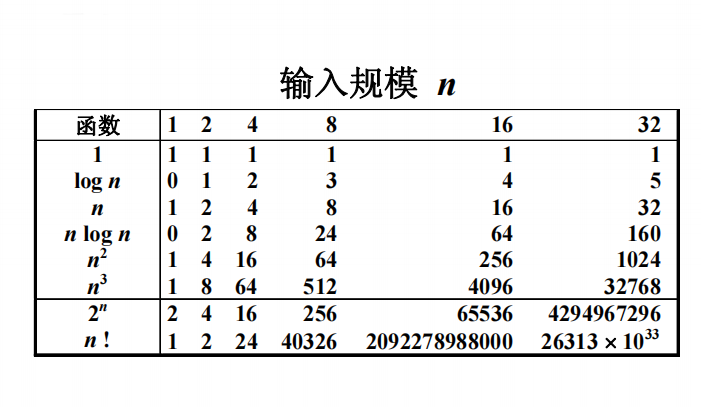 输入规模 n
函数 1 2 4 8 16 32
1 1 1 1 1 1 1
log n 0 1 2 3 4 5
n 1 2 4 8 16 32
n log n 0 2 8 24 64 160
n² 1 4 16 64 256 1024
n³ 1 8 64 512 4096 32768
2ⁿ 2 4 16 256 65536 4294967296
n ! 1 2 24 40326 2092278988000 26313 × 10³³